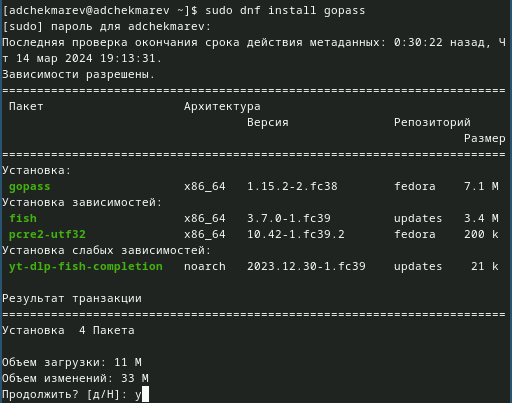 [adchekmarev@adchekmarev ~]$ sudo dnf install gopass
[sudo] пароль для adchekmarev:
Последняя проверка окончания срока действия метаданных: 0:30:22 назад, Ч
т 14 мар 2024 19:13:31.
Зависимости разрешены.
================================================================================
Пакет Архитектура
Версия Репозиторий
Размер
================================================================================
Установка:
gopass x86_64 1.15.2-2.fc38 fedora 7.1 M
Установка зависимостей:
fish x86_64 3.7.0-1.fc39 updates 3.4 M
pcre2-utf32 x86_64 10.42-1.fc39.2 fedora 200 k
Установка слабых зависимостей:
yt-dlp-fish-completion noarch 2023.12.30-1.fc39 updates 21 k
Результат транзакции
================================================================================
Установка 4 Пакета
Объем загрузки: 11 M
Объем изменений: 33 M
Продолжить? [д/Н]: y